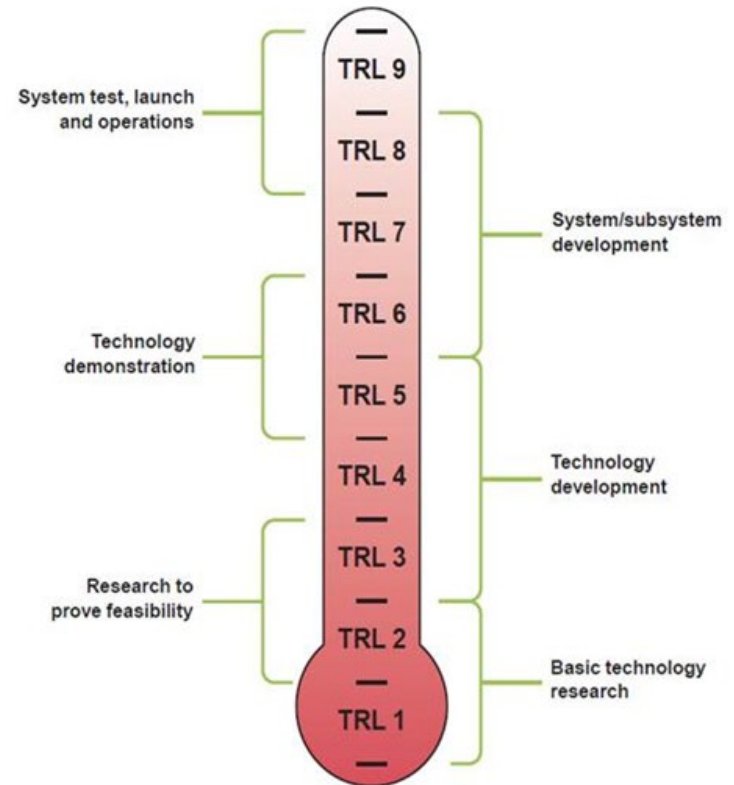 TRL 9
System test, launch
and operations
TRL 8
System/subsystem
development
TRL 7
TRL 6
Technology
demonstration
TRL 5
Technology
development
TRL 4
TRL 3
Research to
prove feasibility
TRL 2
Basic technology
research
TRL 1